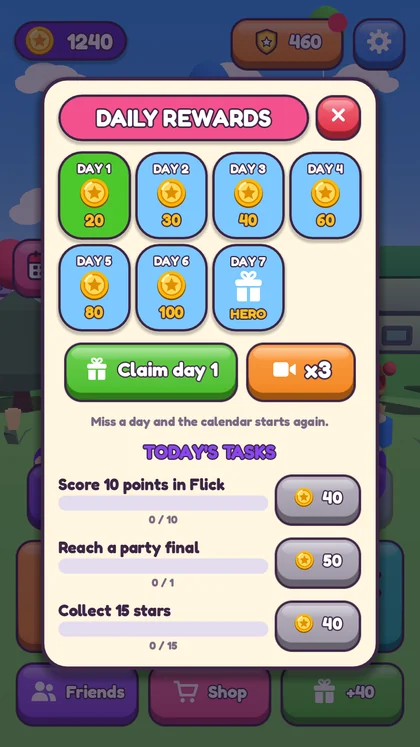 1240
460
DAILY REWARDS
DAY 1
DAY 2
DAY 3
DAY 4
20
30
40
60
DAY 5
DAY 6
DAY 7
80
100
HERO
Claim day 1
x3
Miss a day and the calendar starts again.
TODAY'S TASKS
Score 10 points in Flick
40
0 / 10
Reach a party final
50
0 / 1
Collect 15 stars
40
0 / 15
Friends
Shop
+40